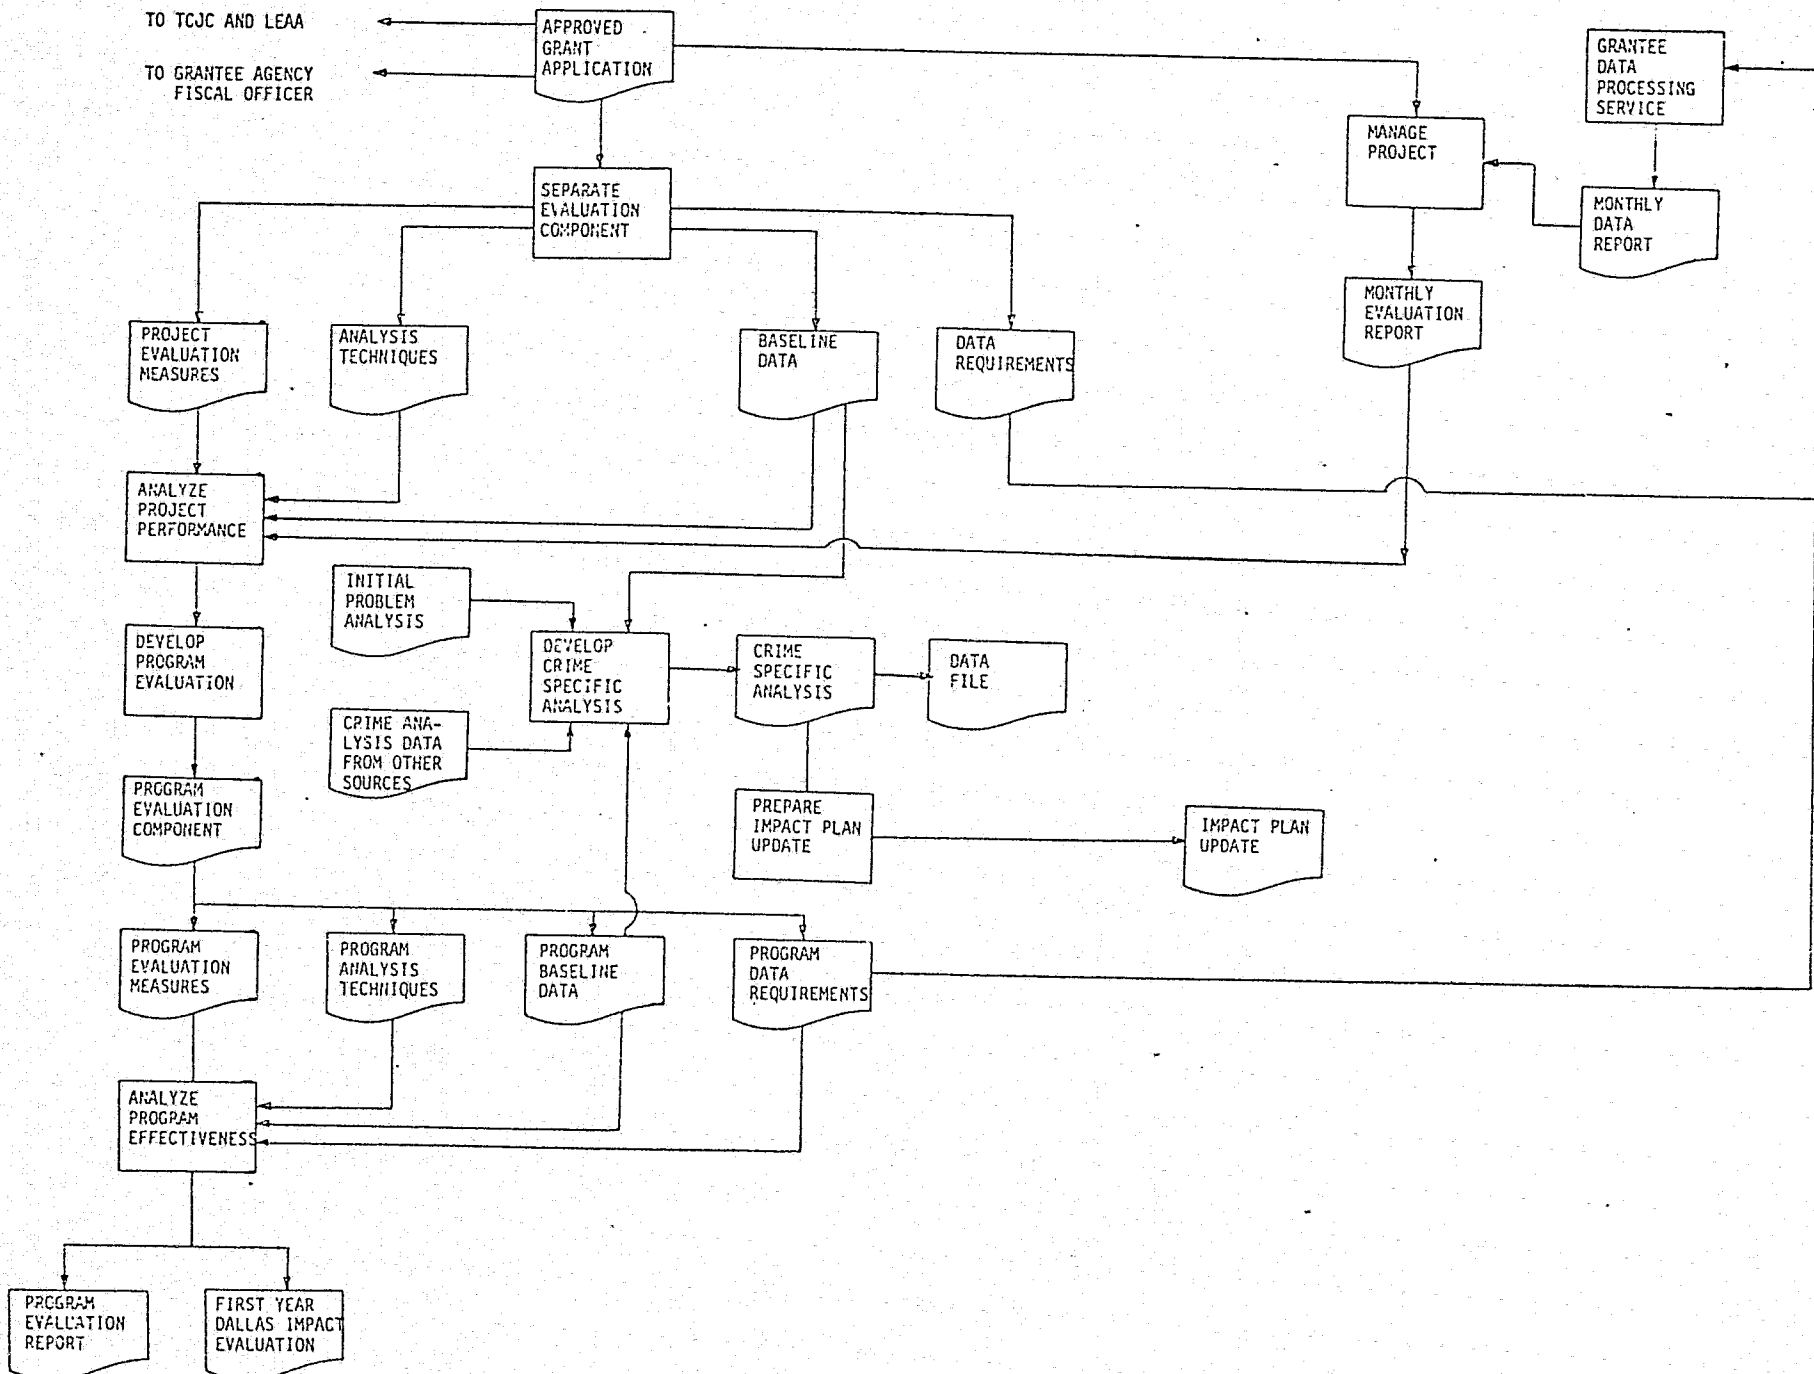 TO TCJC AND LEAA
TO GRANTEE AGENCY
FISCAL OFFICER
APPROVED
GRANT
APPLICATION
GRANTEE
DATA
PROCESSING
SERVICE
MANAGE
PROJECT
MONTHLY
DATA
REPORT
SEPARATE
EVALUATION
COMPONENT
MONTHLY
EVALUATION
REPORT
PROJECT
EVALUATION
MEASURES
ANALYSIS
TECHNIQUES
BASELINE
DATA
DATA
REQUIREMENTS
ANALYZE
PROJECT
PERFORMANCE
INITIAL
PROBLEM
ANALYSIS
DEVELOP
PROGRAM
EVALUATION
DEVELOP
CRIME
SPECIFIC
ANALYSIS
CRIME
SPECIFIC
ANALYSIS
DATA
FILE
CRIME ANA-
LYSIS DATA
FROM OTHER
SOURCES
PROGRAM
EVALUATION
COMPONENT
PREPARE
IMPACT PLAN
UPDATE
IMPACT PLAN
UPDATE
PROGRAM
EVALUATION
MEASURES
PROGRAM
ANALYSIS
TECHNIQUES
PROGRAM
BASELINE
DATA
PROGRAM
DATA
REQUIREMENTS
ANALYZE
PROGRAM
EFFECTIVENESS
PROGRAM
EVALUATION
REPORT
FIRST YEAR
DALLAS IMPACT
EVALUATION